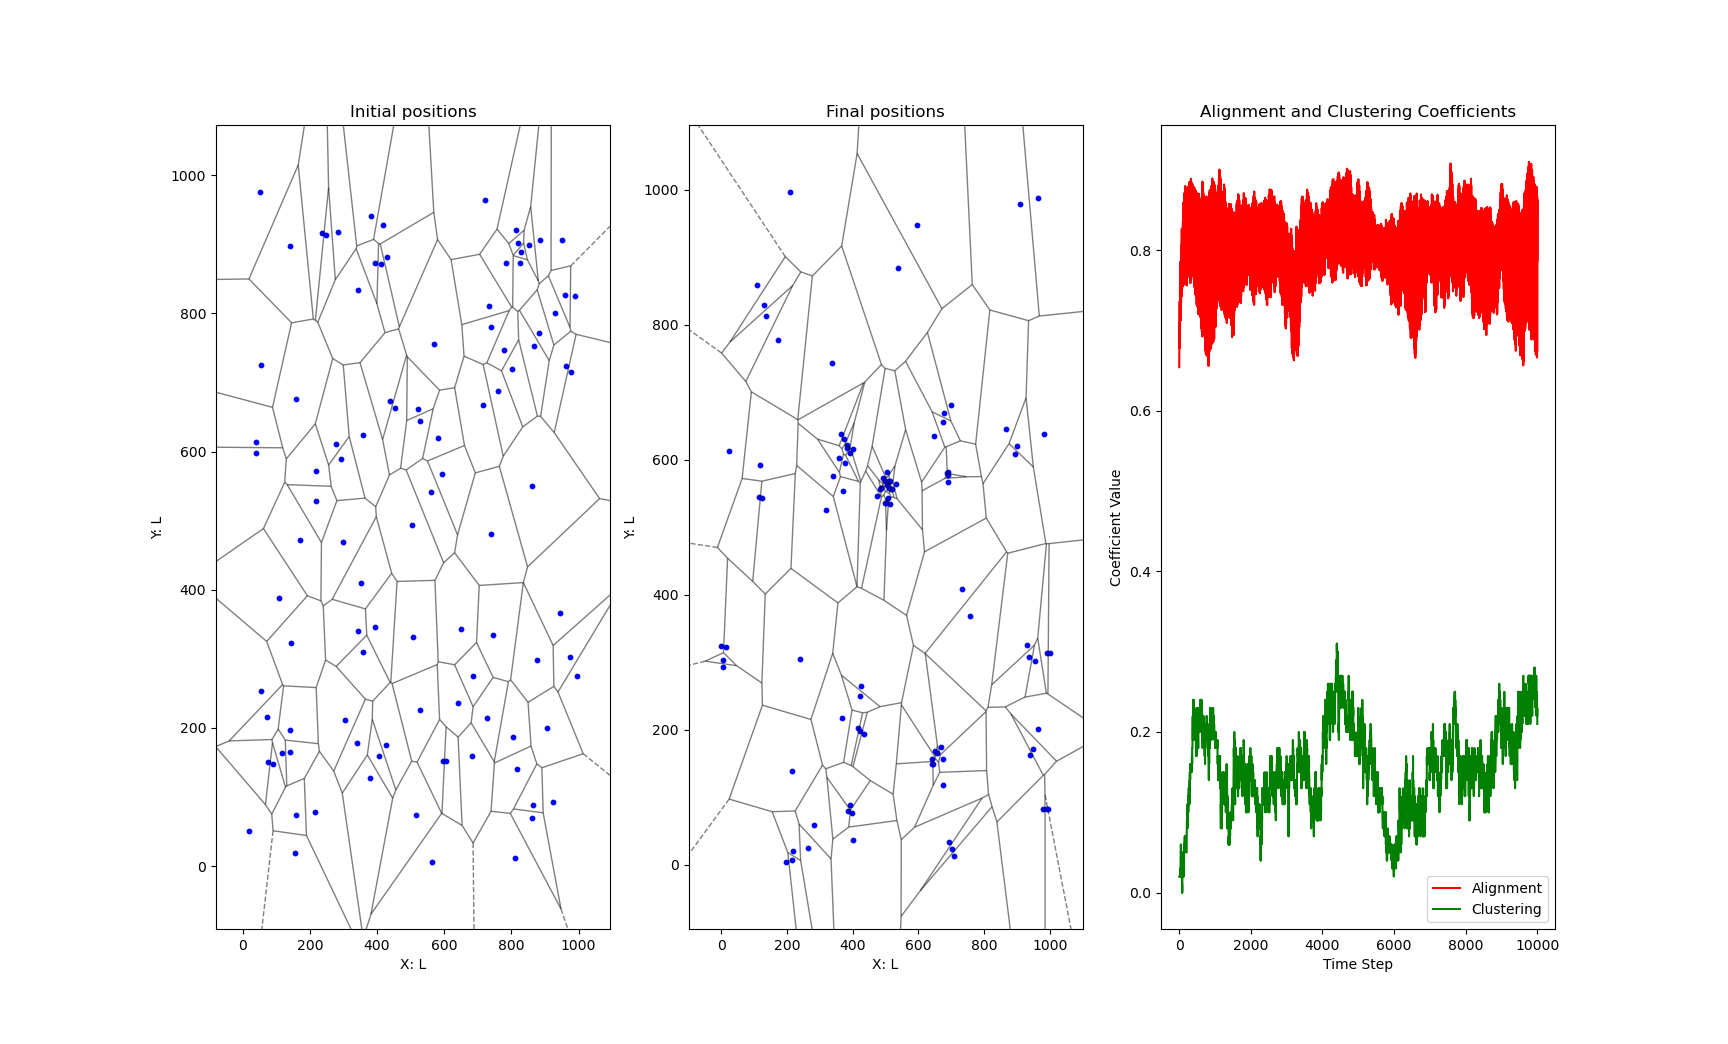 Initial positions
Final positions
Alignment and Clustering Coefficients
1000
800
600
400
200
0
Y: L
0 200 400 600 800 1000
X: L
1000
800
600
400
200
0
Y: L
0 200 400 600 800 1000
X: L
0.8
0.6
0.4
0.2
0.0
Coefficient Value
0 2000 4000 6000 8000 10000
Time Step
Alignment
Clustering